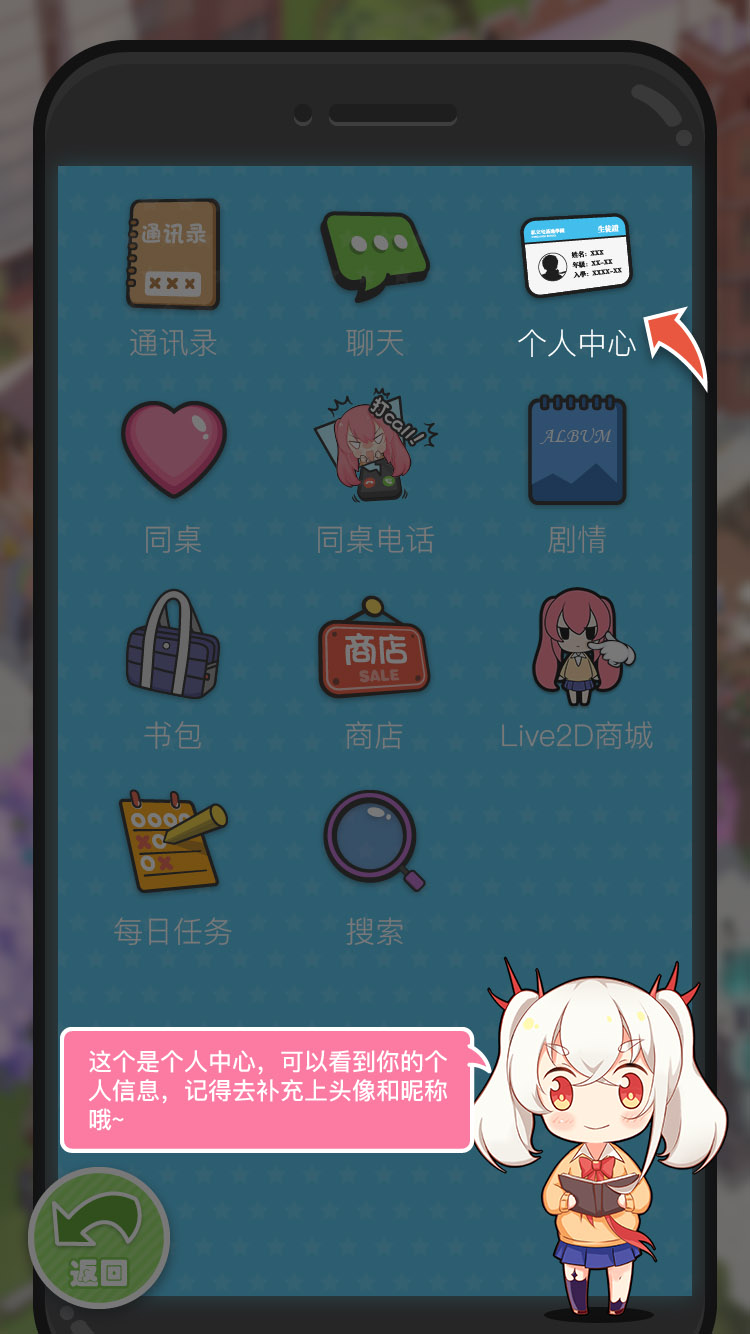 通讯录
×××
生徒證
姓名：XXX
年級：XX-XX
入學：XXXX-XX
通讯录
聊天
个人中心
打call!
ALBUM
同桌
同桌电话
剧情
商店
SALE
书包
商店
Live2D商城
每日任务
搜索
这个是个人中心，可以看到你的个
人信息，记得去补充上头像和昵称
哦~
返回